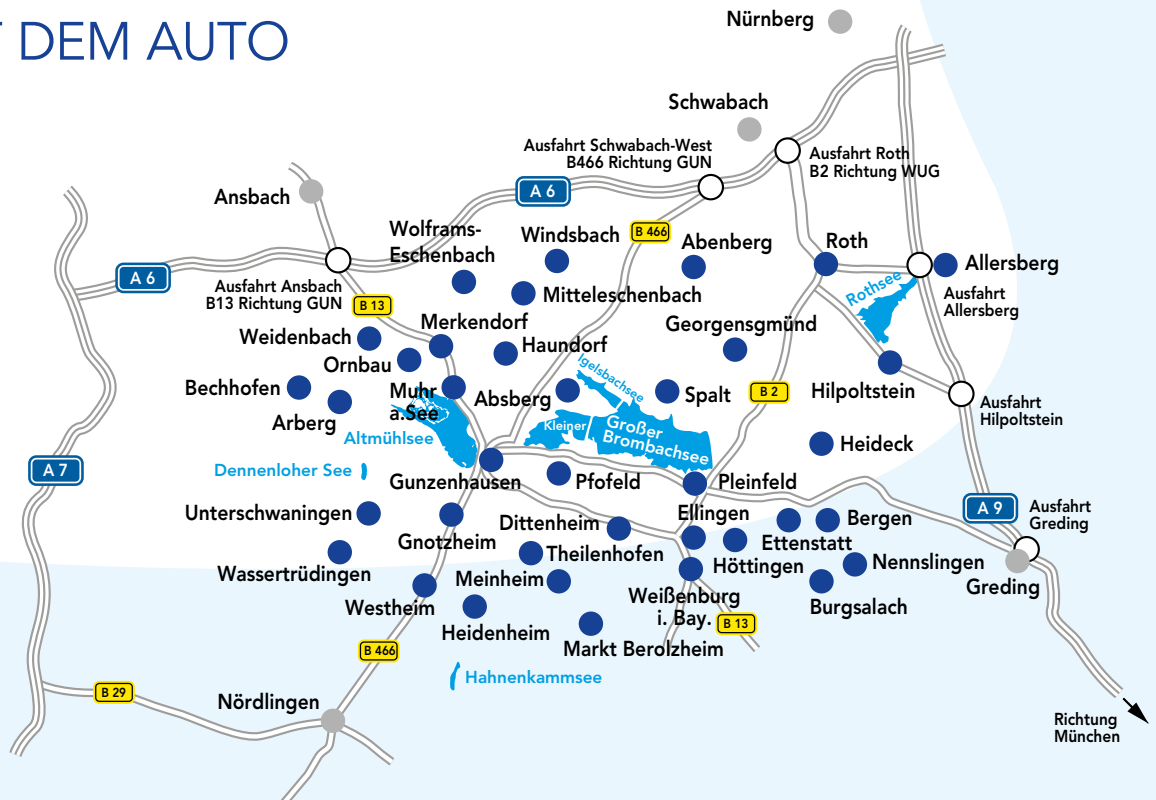 T DEM AUTO
Nürnberg
Schwabach
Ausfahrt Schwabach-West
B466 Richtung GUN
Ausfahrt Roth
B2 Richtung WUG
Ansbach
A 6
Wolframs-
Eschenbach
Windsbach
B 466
Abenberg
Roth
Allersberg
A 6
Ausfahrt Ansbach
B13 Richtung GUN
B 13
Mitteleschenbach
Rothsee
Ausfahrt
Allersberg
Weidenbach
Merkendorf
Georgensgmünd
Ornbau
Haundorf
Igelsbachsee
Bechhofen
Muhr
a.See
Absberg
Spalt
B 2
Hilpoltstein
Arberg
Ausfahrt
Hilpoltstein
Altmühlsee
Kleiner
Großer
Brombachsee
Heideck
A 7
Dennenloher See
Gunzenhausen
Pfofeld
Pleinfeld
Unterschwaningen
Gnotzheim
Dittenheim
Ellingen
Bergen
A 9
Ausfahrt
Greding
Ettenstatt
Wassertrüdingen
Theilenhofen
Höttingen
Nennslingen
Greding
Westheim
Meinheim
Weißenburg
i. Bay.
Burgsalach
Heidenheim
Markt Berolzheim
B 13
B 466
Hahnenkammsee
B 29
Nördlingen
Richtung
München